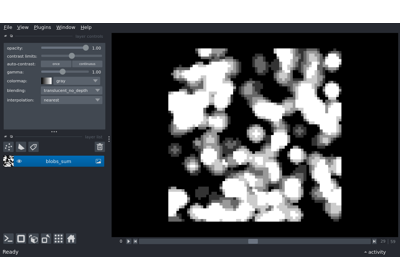 File View Plugins Window Help
opacity: 1.00
contrast limits:
auto-contrast: once continuous
gamma: 1.00
colormap: gray
blending: translucent_no_depth
interpolation: nearest
blobs_sum
Ready
activity